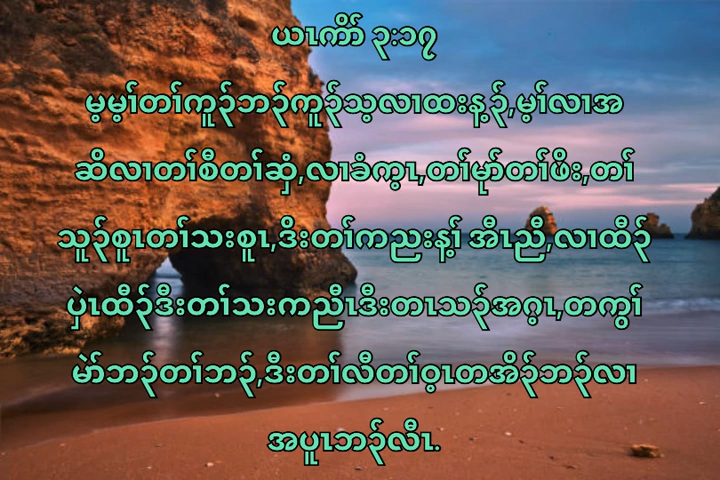 ယၤကိာ် ၃:၁၇
မ့မ့ၢ်တၢ်ကူၣ်ဘၣ်ကူၣ်သ့လၢထးန့ၣ်,မ့ၢ်လၢအ
ဆိလၢတၢ်စီတၢ်ဆှံ,လၢခံကွၤ,တၢ်မုာ်တၢ်ဖိး,တၢ်
သူၣ်စူၤတၢ်သးစူၤ,ဒိးတၢ်ကညးန့ၢ် အီၤညီ,လၢထီၣ်
ပှဲၤထီၣ်ဒီးတၢ်သးကညီၤဒီးတၤသၣ်အဂ့ၤ,တကွၢ်
မဲာ်ဘၣ်တၢ်ဘၣ်,ဒီးတၢ်လီတၢ်ဝ့ၤတအိၣ်ဘၣ်လၢ
အပူၤဘၣ်လီၤ.